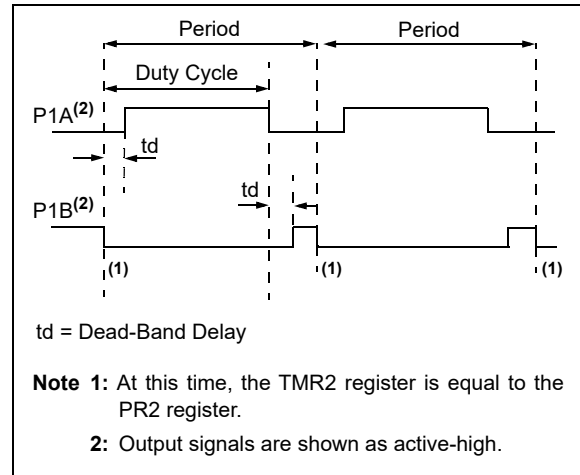 Period Period
Duty Cycle
P1A(2)
td
td
P1B(2)
(1) (1) (1)
td = Dead-Band Delay
Note 1: At this time, the TMR2 register is equal to the
PR2 register.
2: Output signals are shown as active-high.